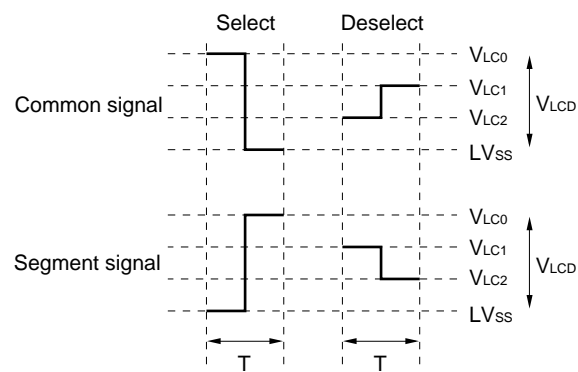 Select Deselect
VLC0
VLC1
Common signal
VLCD
VLC2
LVSS
VLC0
VLC1
Segment signal
VLCD
VLC2
LVSS
T T